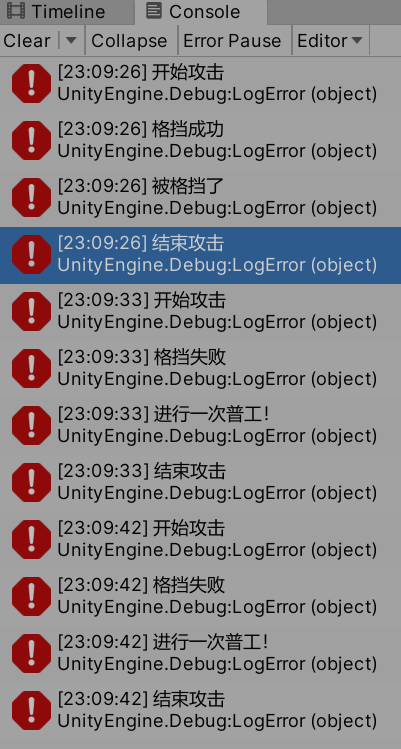 Timeline Console
Clear Collapse Error Pause Editor
[23:09:26] 开始攻击
UnityEngine.Debug:LogError (object)
[23:09:26] 格挡成功
UnityEngine.Debug:LogError (object)
[23:09:26] 被格挡了
UnityEngine.Debug:LogError (object)
[23:09:26] 结束攻击
UnityEngine.Debug:LogError (object)
[23:09:33] 开始攻击
UnityEngine.Debug:LogError (object)
[23:09:33] 格挡失败
UnityEngine.Debug:LogError (object)
[23:09:33] 进行一次普工!
UnityEngine.Debug:LogError (object)
[23:09:33] 结束攻击
UnityEngine.Debug:LogError (object)
[23:09:42] 开始攻击
UnityEngine.Debug:LogError (object)
[23:09:42] 格挡失败
UnityEngine.Debug:LogError (object)
[23:09:42] 进行一次普工!
UnityEngine.Debug:LogError (object)
[23:09:42] 结束攻击
UnityEngine.Debug:LogError (object)